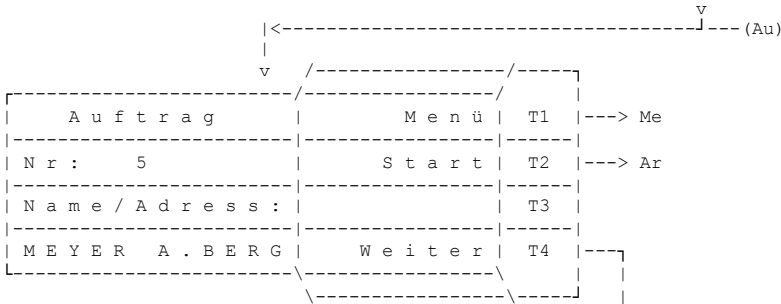 (Au)
Auftrag Menü T1 ---> Me
Nr: 5 Start T2 ---> Ar
Name/Adress: T3
MEYER A.BERG Weiter T4